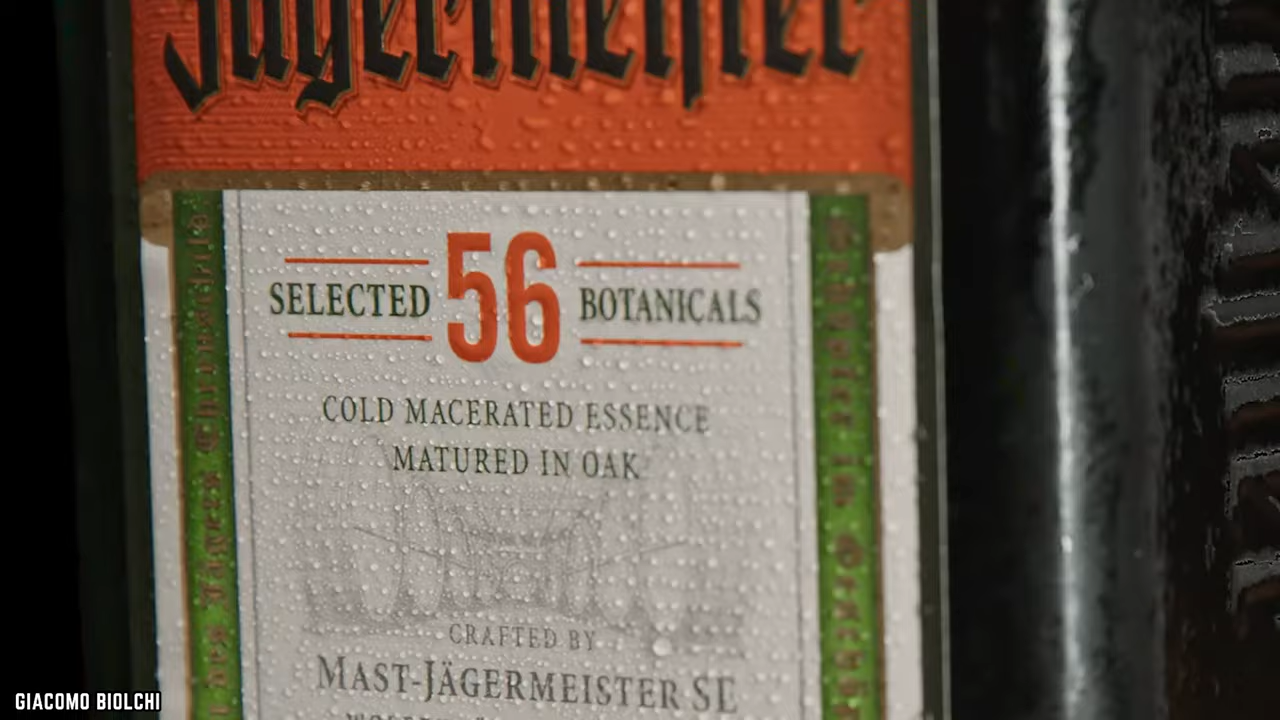 Jägermeister
SELECTED 56 BOTANICALS
COLD MACERATED ESSENCE
MATURED IN OAK
CRAFTED BY
MAST-JÄGERMEISTER SE
GIACOMO BIOLCHI